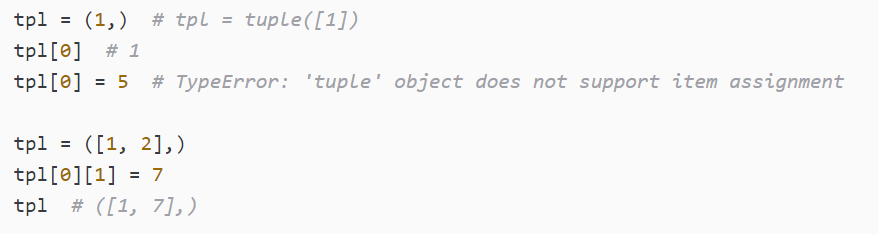 tpl = (1,)  # tpl = tuple([1])
tpl[0]  # 1
tpl[0] = 5  # TypeError: 'tuple' object does not support item assignment
tpl = ([1, 2],)
tpl[0][1] = 7
tpl  # ([1, 7],)